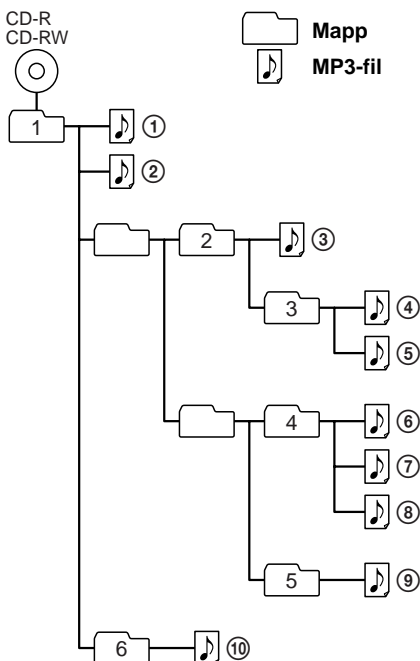 CD-R
CD-RW
Mapp
MP3-fil
1 ①
②
2 ③
3 ④
⑤
4 ⑥
⑦
⑧
5 ⑨
6 ⑩